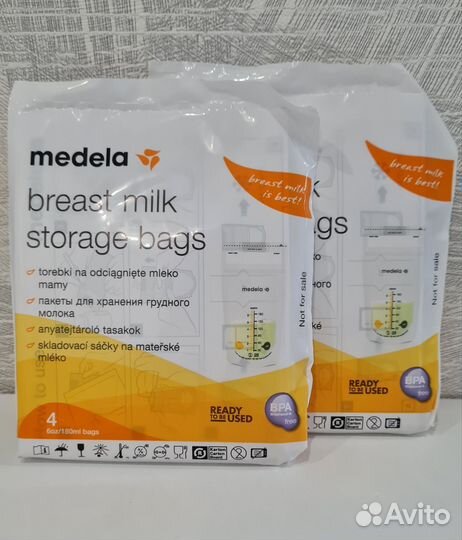 medela
breast milk
storage bags
breast milk
is best!
torebki na odciągnięte mleko
mamy
пакеты для хранения грудного
молока
anyatejtároló tasakok
skladovací sáčky na mateřské
mléko
medela
Not for sale
READY
TO BE USED
BPA
free
4
6oz/180ml bags
breast milk
is best!
k
ags
medela
Not for sale
 READY
TO BE USED
BPA
free
Avito